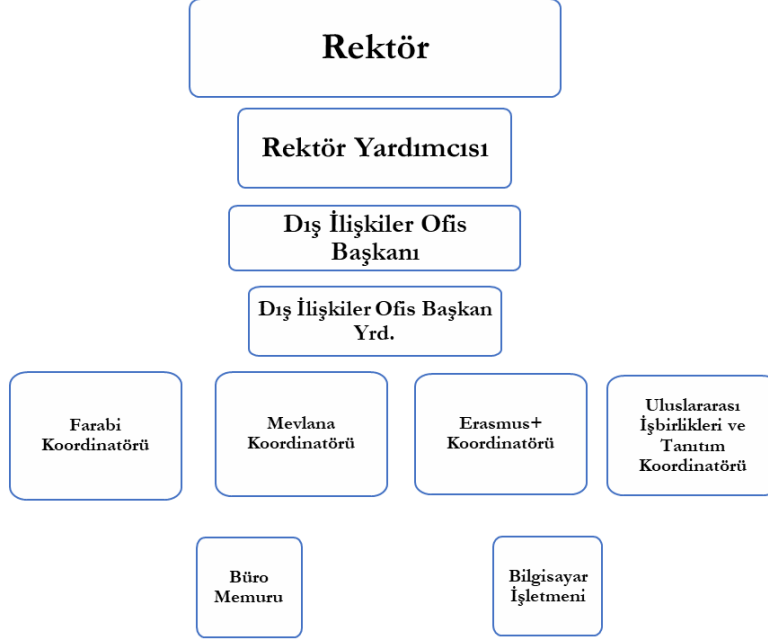 Rektör
Rektör Yardımcısı
Dış İlişkiler Ofis
Başkanı
Dış İlişkiler Ofis Başkan
Yrd.
Farabi
Koordinatörü
Mevlana
Koordinatörü
Erasmus+
Koordinatörü
Uluslararası
İşbirlikleri ve
Tanıtım
Koordinatörü
Büro
Memuru
Bilgisayar
İşletmeni